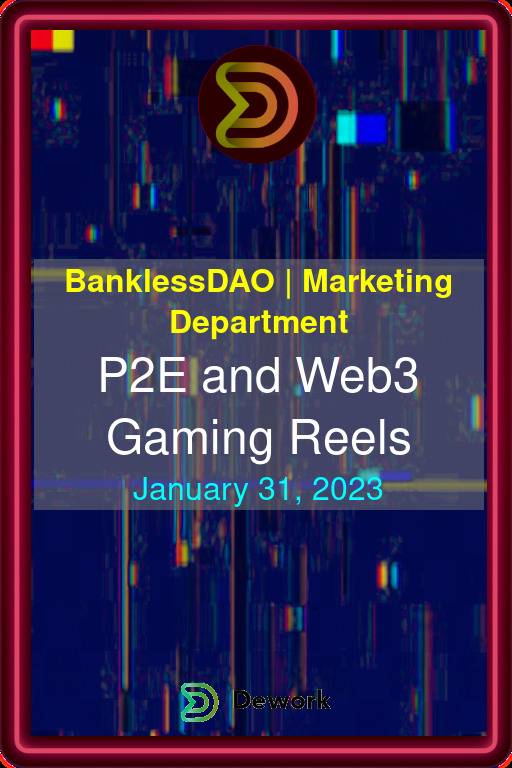 BanklessDAO | Marketing
Department
P2E and Web3
Gaming Reels
January 31, 2023
Dework